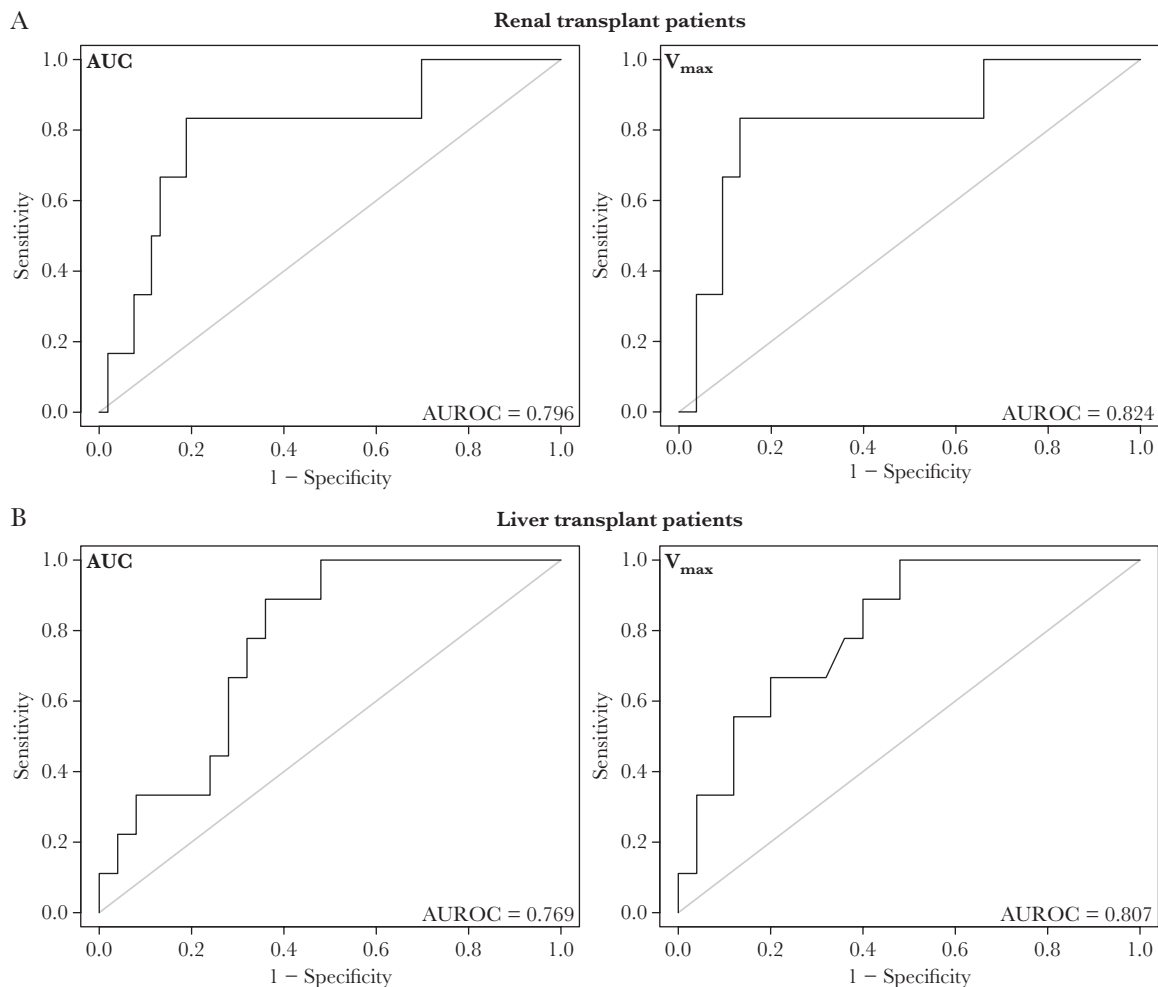 A
Renal transplant patients
AUC
1.0
0.8
0.6
0.4
0.2
0.0
Sensitivity
AUROC = 0.796
0.0 0.2 0.4 0.6 0.8 1.0
1 − Specificity
Vmax
1.0
0.8
0.6
0.4
0.2
0.0
Sensitivity
AUROC = 0.824
0.0 0.2 0.4 0.6 0.8 1.0
1 − Specificity
B
Liver transplant patients
AUC
1.0
0.8
0.6
0.4
0.2
0.0
Sensitivity
AUROC = 0.769
0.0 0.2 0.4 0.6 0.8 1.0
1 − Specificity
Vmax
1.0
0.8
0.6
0.4
0.2
0.0
Sensitivity
AUROC = 0.807
0.0 0.2 0.4 0.6 0.8 1.0
1 − Specificity